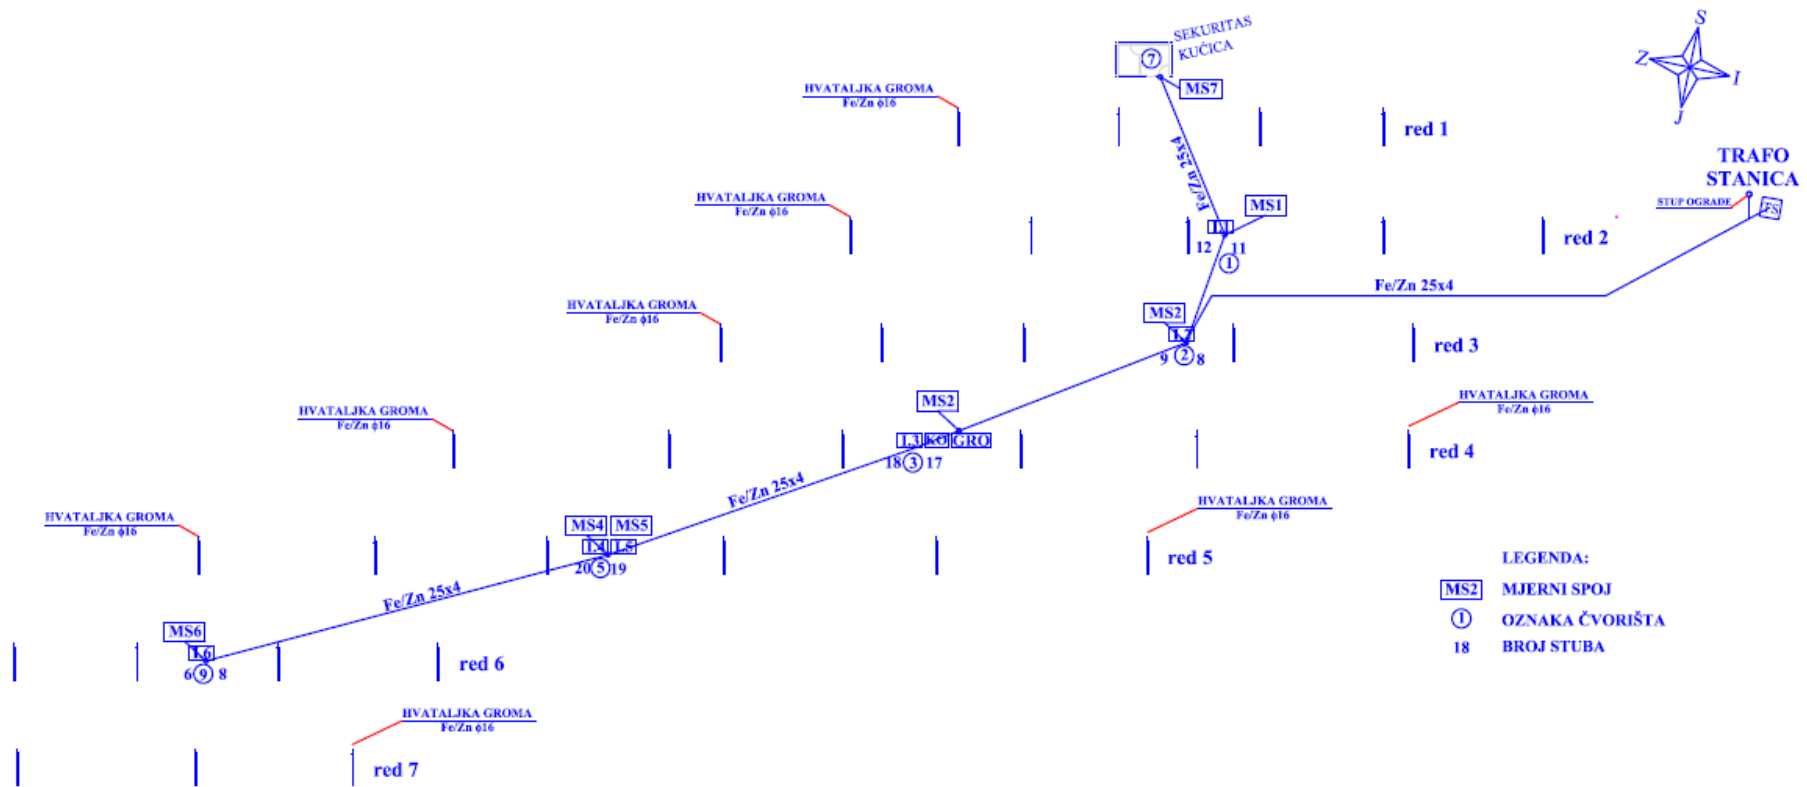 SEKURITAS
KUĆICA
S
Z
I
J
7
MS7
HVATALJKA GROMA
Fe/Zn ϕ16
red 1
Fe/Zn 25x4
TRAFO
STANICA
STUP OGRADE
HVATALJKA GROMA
Fe/Zn ϕ16
MS1
12
11
1
red 2
Fe/Zn 25x4
HVATALJKA GROMA
Fe/Zn ϕ16
MS2
9 2 8
red 3
MS2
HVATALJKA GROMA
Fe/Zn ϕ16
HVATALJKA GROMA
Fe/Zn ϕ16
I.3 KO GRO
18 3 17
red 4
Fe/Zn 25x4
HVATALJKA GROMA
Fe/Zn ϕ16
HVATALJKA GROMA
Fe/Zn ϕ16
MS4 MS5
20 5 19
red 5
Fe/Zn 25x4
MS6
6 9 8
red 6
HVATALJKA GROMA
Fe/Zn ϕ16
red 7
LEGENDA:
MS2 MJERNI SPOJ
1 OZNAKA ČVORIŠTA
18 BROJ STUBA